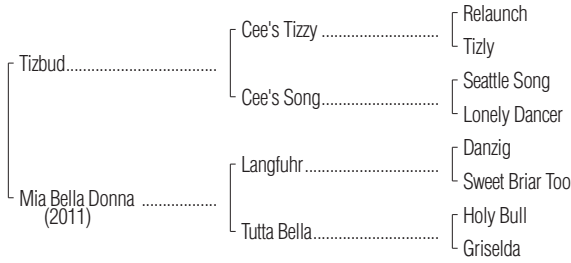 Relaunch
Cee's Tizzy
Tizly
Tizbud
Seattle Song
Cee's Song
Lonely Dancer
Danzig
Langfuhr
Sweet Briar Too
Mia Bella Donna
(2011)
Holy Bull
Tutta Bella
Griselda